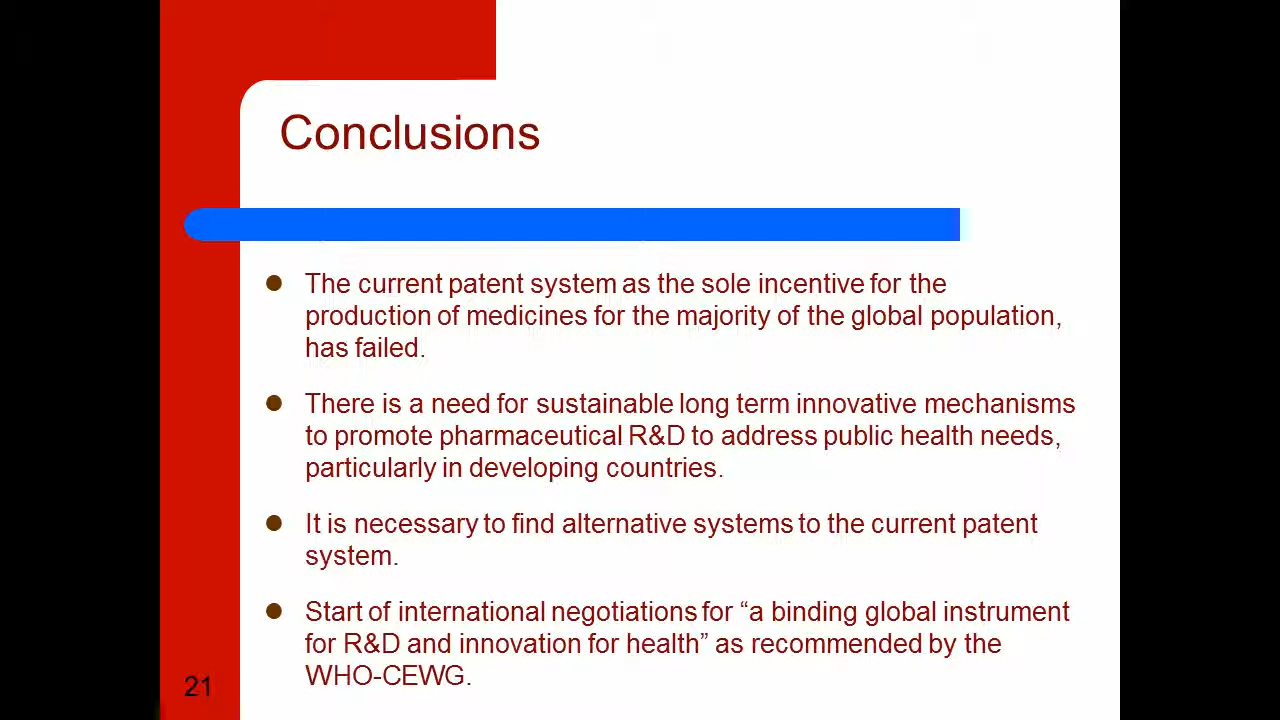 Conclusions
The current patent system as the sole incentive for the
production of medicines for the majority of the global population,
has failed.
There is a need for sustainable long term innovative mechanisms
to promote pharmaceutical R&D to address public health needs,
particularly in developing countries.
It is necessary to find alternative systems to the current patent
system.
Start of international negotiations for “a binding global instrument
for R&D and innovation for health” as recommended by the
WHO-CEWG.
21